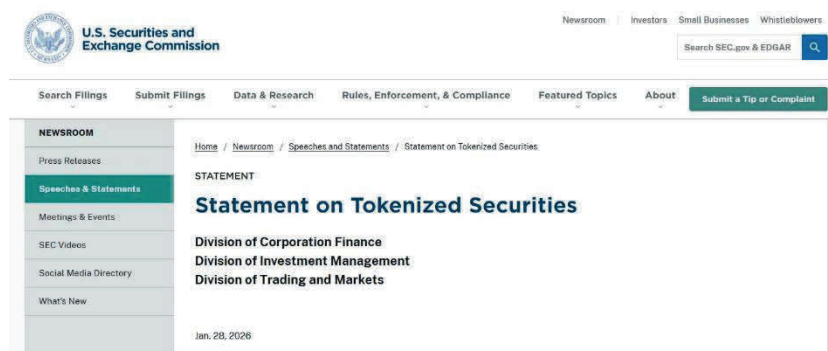 U.S. Securities and
Exchange Commission
Newsroom Investors Small Businesses Whistleblowers
Search SEC.gov & EDGAR
Search Filings Submit Filings Data & Research Rules, Enforcement, & Compliance Featured Topics About Submit a Tip or Complaint
NEWSROOM
Press Releases
Speeches & Statements
Meetings & Events
SEC Videos
Social Media Directory
What's New
Home / Newsroom / Speeches and Statements / Statement on Tokenized Securities
STATEMENT
Statement on Tokenized Securities
Division of Corporation Finance
Division of Investment Management
Division of Trading and Markets
Jan. 28, 2026